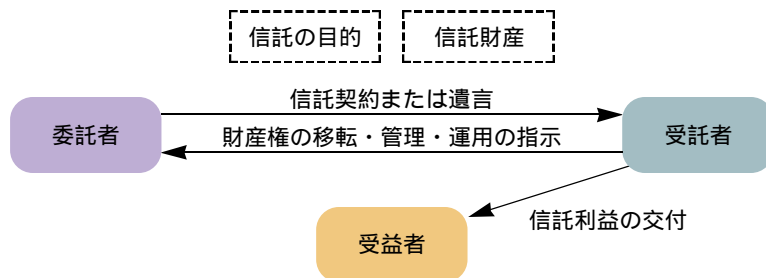 信託の目的
信託財産
信託契約または遺言
委託者
受託者
財産権の移転・管理・運用の指示
信託利益の交付
受益者